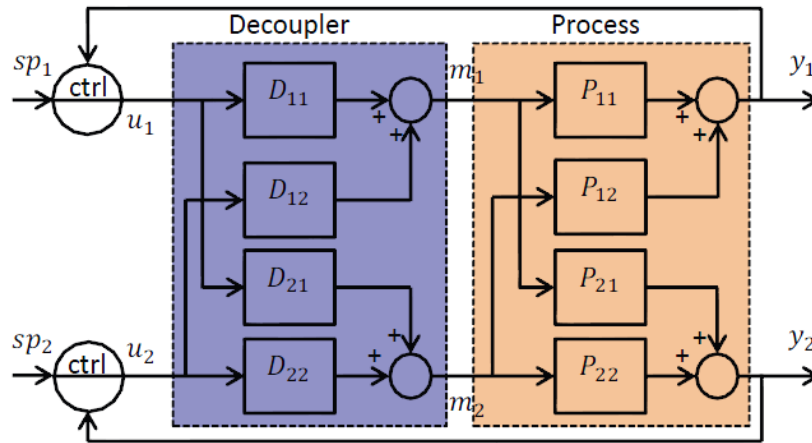 Decoupler Process
sp₁ ctrl u₁ D₁₁ + + m₁ P₁₁ + + y₁
D₁₂ P₁₂
D₂₁ P₂₁
sp₂ ctrl u₂ D₂₂ + + m₂ P₂₂ + + y₂